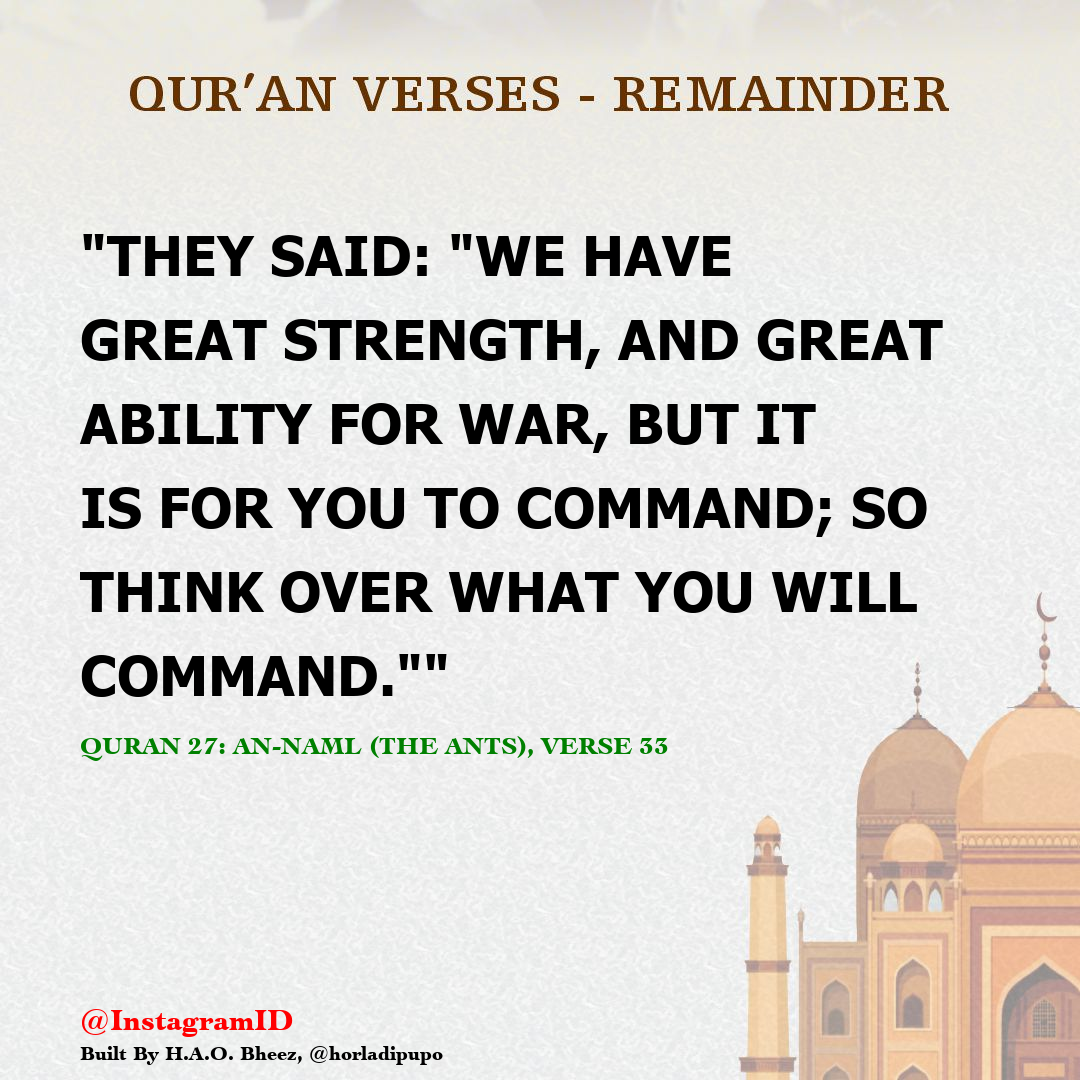 QUR'AN VERSES - REMAINDER
"THEY SAID: "WE HAVE
GREAT STRENGTH, AND GREAT
ABILITY FOR WAR, BUT IT
IS FOR YOU TO COMMAND; SO
THINK OVER WHAT YOU WILL
COMMAND.""
QURAN 27: AN-NAML (THE ANTS), VERSE 33
@InstagramID
Built By H.A.O. Bheez, @horladipupo